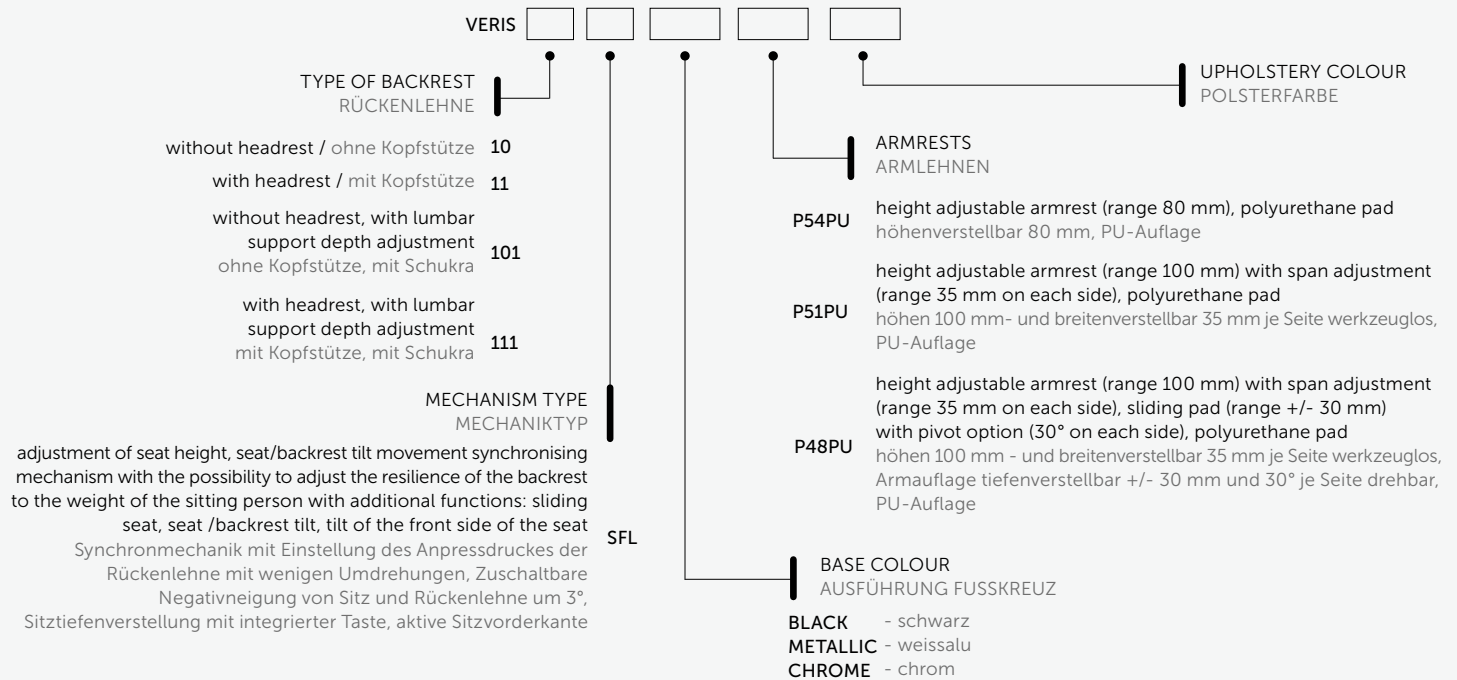 VERIS
TYPE OF BACKREST
RÜCKENLEHNE
without headrest / ohne Kopfstütze 10
with headrest / mit Kopfstütze 11
without headrest, with lumbar
support depth adjustment
ohne Kopfstütze, mit Schukra
101
with headrest, with lumbar
support depth adjustment
mit Kopfstütze, mit Schukra
111
MECHANISM TYPE
MECHANIKTYP
adjustment of seat height, seat/backrest tilt movement synchronising
mechanism with the possibility to adjust the resilience of the backrest
to the weight of the sitting person with additional functions: sliding
seat, seat /backrest tilt, tilt of the front side of the seat
Synchronmechanik mit Einstellung des Anpressdruckes der
Rückenlehne mit wenigen Umdrehungen, Zuschaltbare
Negativneigung von Sitz und Rückenlehne um 3°,
Sitztiefenverstellung mit integrierter Taste, aktive Sitzvorderkante
SFL
UPHOLSTERY COLOUR
POLSTERFARBE
ARMRESTS
ARMLEHNEN
P54PU
height adjustable armrest (range 80 mm), polyurethane pad
höhenverstellbar 80 mm, PU-Auflage
P51PU
height adjustable armrest (range 100 mm) with span adjustment
(range 35 mm on each side), polyurethane pad
höhen 100 mm- und breitenverstellbar 35 mm je Seite werkzeuglos,
PU-Auflage
P48PU
height adjustable armrest (range 100 mm) with span adjustment
(range 35 mm on each side), sliding pad (range +/- 30 mm)
with pivot option (30° on each side), polyurethane pad
höhen 100 mm - und breitenverstellbar 35 mm je Seite werkzeuglos,
Armauflage tiefenverstellbar +/- 30 mm und 30° je Seite drehbar,
PU-Auflage
BASE COLOUR
AUSFÜHRUNG FUSSKREUZ
BLACK - schwarz
METALLIC - weissalu
CHROME - chrom